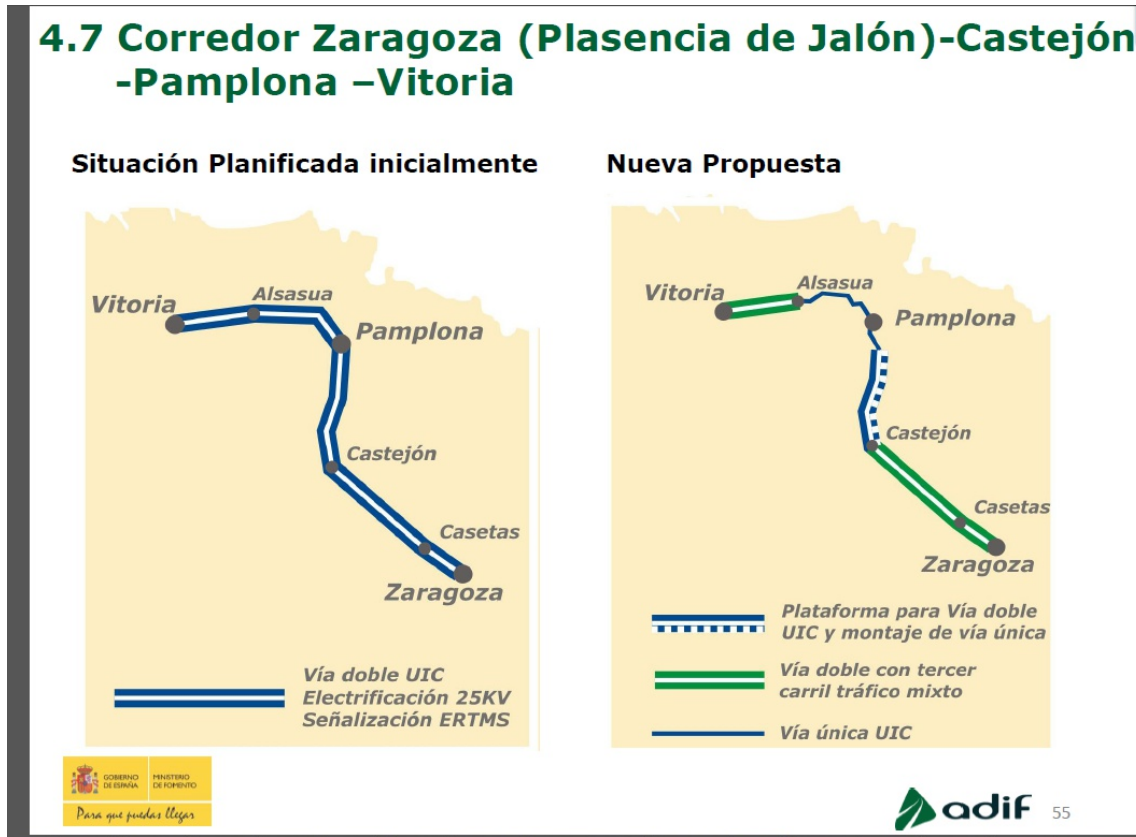 4.7 Corredor Zaragoza (Plasencia de Jalón)-Castejón
-Pamplona –Vitoria
Situación Planificada inicialmente
Nueva Propuesta
Vitoria
Alsasua
Pamplona
Castejón
Casetas
Zaragoza
Vía doble UIC
Electrificación 25KV
Señalización ERTMS
Vitoria
Alsasua
Pamplona
Castejón
Casetas
Zaragoza
Plataforma para Vía doble
UIC y montaje de vía única
Vía doble con tercer
carril tráfico mixto
Vía única UIC
GOBIERNO
DE ESPAÑA
MINISTERIO
DE FOMENTO
Para que puedas llegar
adif
55